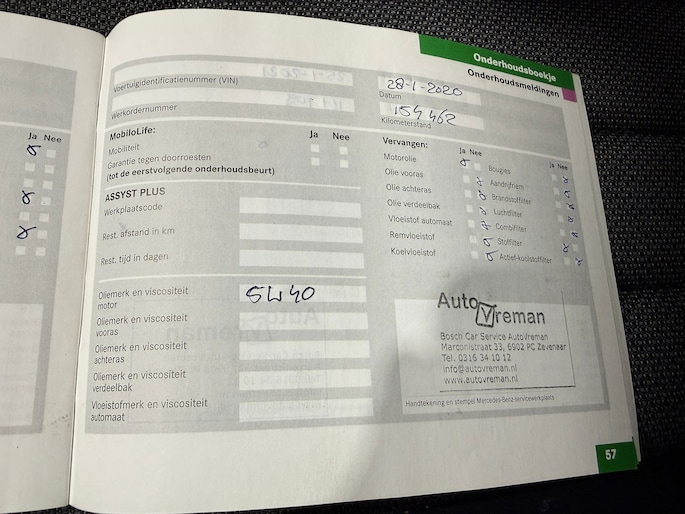 Onderhoudsboekje
Onderhoudsmeldingen
Voertuigidentificatienummer (VIN)
28-1-2020
Datum
Werkordernummer
154462
Kilometerstand
MobiloLife: Ja Nee
Mobiliteit
Garantie tegen doorroesten
(tot de eerstvolgende onderhoudsbeurt)
ASSYST PLUS
Werkplaatscode
Rest. afstand in km
Rest. tijd in dagen
Oliemerk en viscositeit
motor
5W40
Oliemerk en viscositeit
vooras
Oliemerk en viscositeit
achteras
Oliemerk en viscositeit
verdeelbak
Vloeistofmerk en viscositeit
automaat
Ja Nee
Vervangen: Ja Nee
Motorolie
Olie vooras
Olie achteras
Olie verdeelbak
Vloeistof automaat
Remvloeistof
Koelvloeistof
Ja Nee
Bougies
Aandrijfriem
Brandstoffilter
Luchtfilter
Combifilter
Stoffilter
Actief-koolstoffilter
Auto Vreman
Bosch Car Service AutoVreman
Marconistraat 33, 6902 PC Zevenaar
Tel. 0316 34 10 12
info@autovreman.nl
www.autovreman.nl
Handtekening en stempel Mercedes-Benz-servicewerkplaats
57